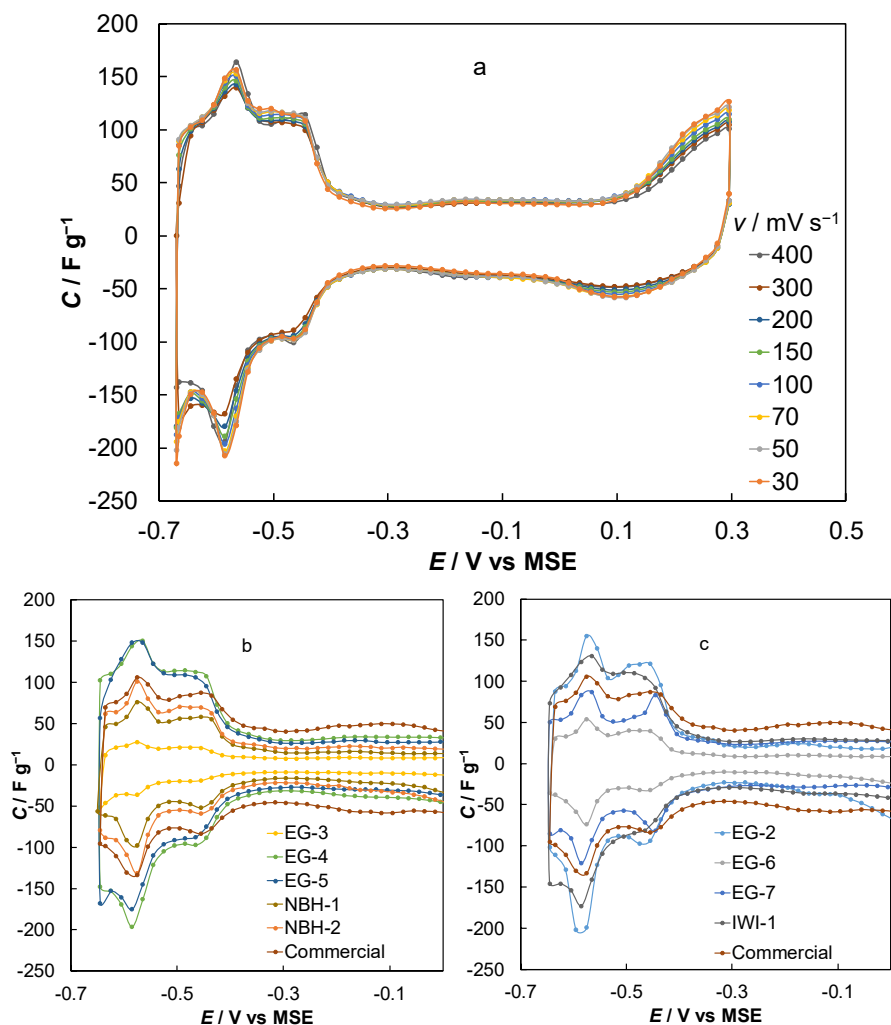 a
200
150
100
50
0
-50
-100
-150
-200
-250
C / F g⁻¹
-0.7
-0.5
-0.3
-0.1
0.1
0.3
0.5
E / V vs MSE
ν / mV s⁻¹
400
300
200
150
100
70
50
30
b
200
150
100
50
0
-50
-100
-150
-200
-250
C / F g⁻¹
-0.7
-0.5
-0.3
-0.1
E / V vs MSE
EG-3
EG-4
EG-5
NBH-1
NBH-2
Commercial
c
200
150
100
50
0
-50
-100
-150
-200
-250
C / F g⁻¹
-0.7
-0.5
-0.3
-0.1
E / V vs MSE
EG-2
EG-6
EG-7
IWI-1
Commercial